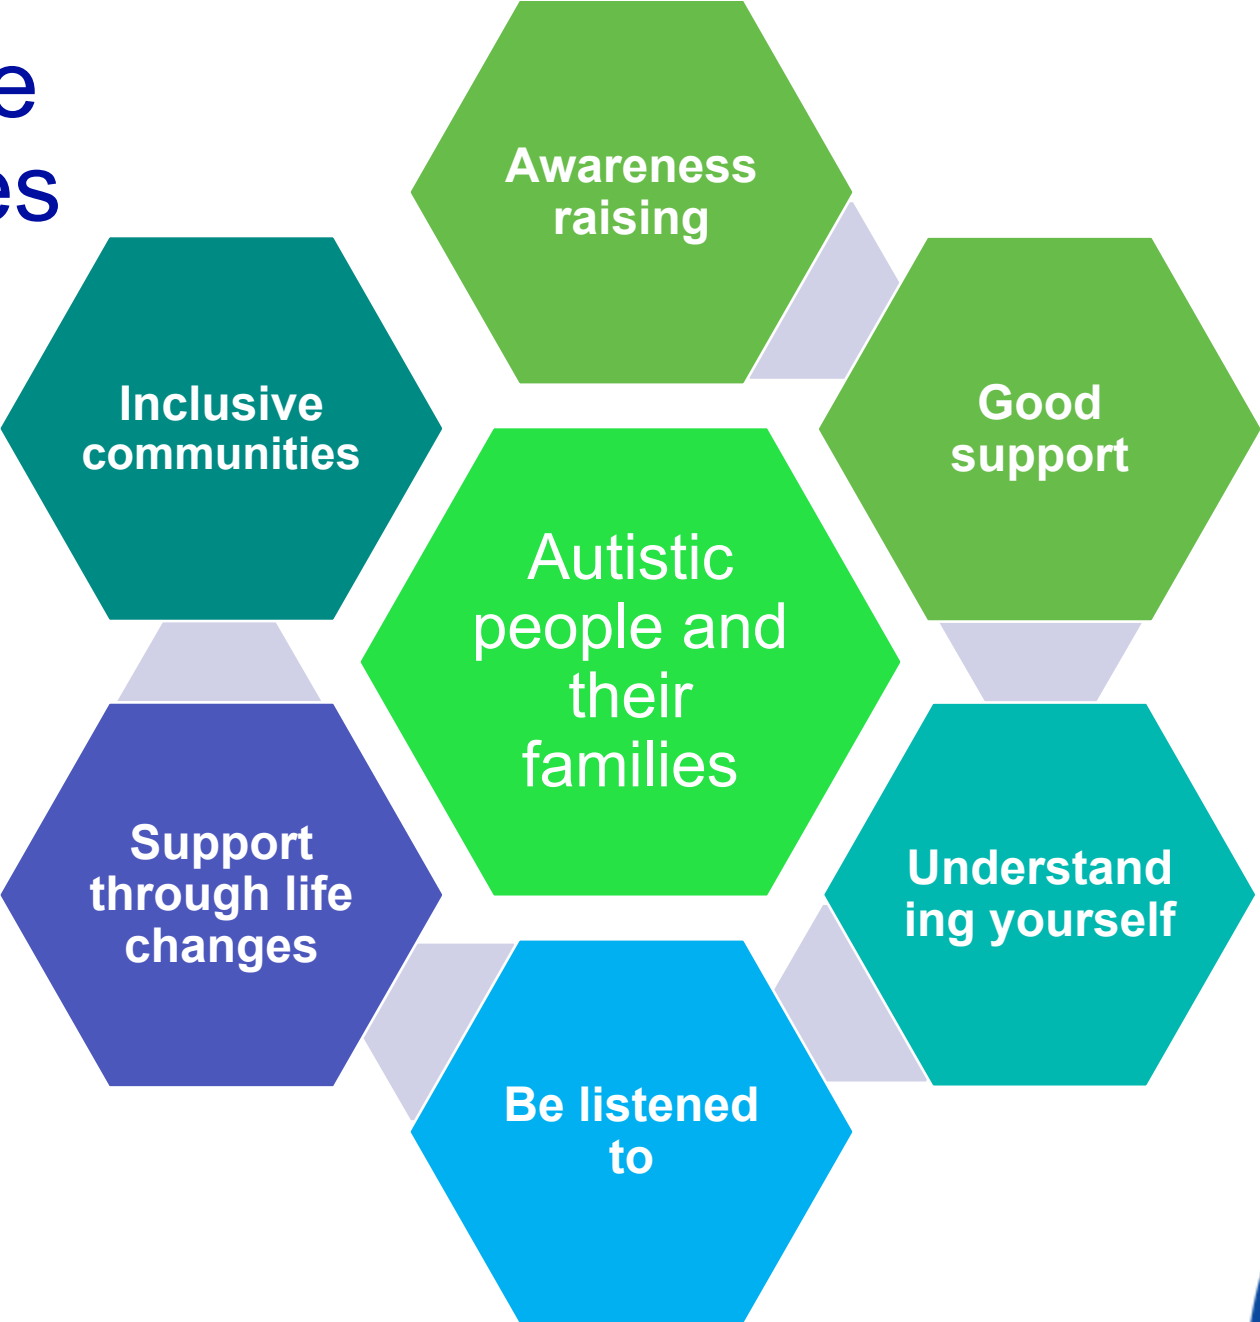 e
es
Awareness
raising
Good
support
Understand
ing yourself
Be listened
to
Support
through life
changes
Inclusive
communities
Autistic
people and
their
families